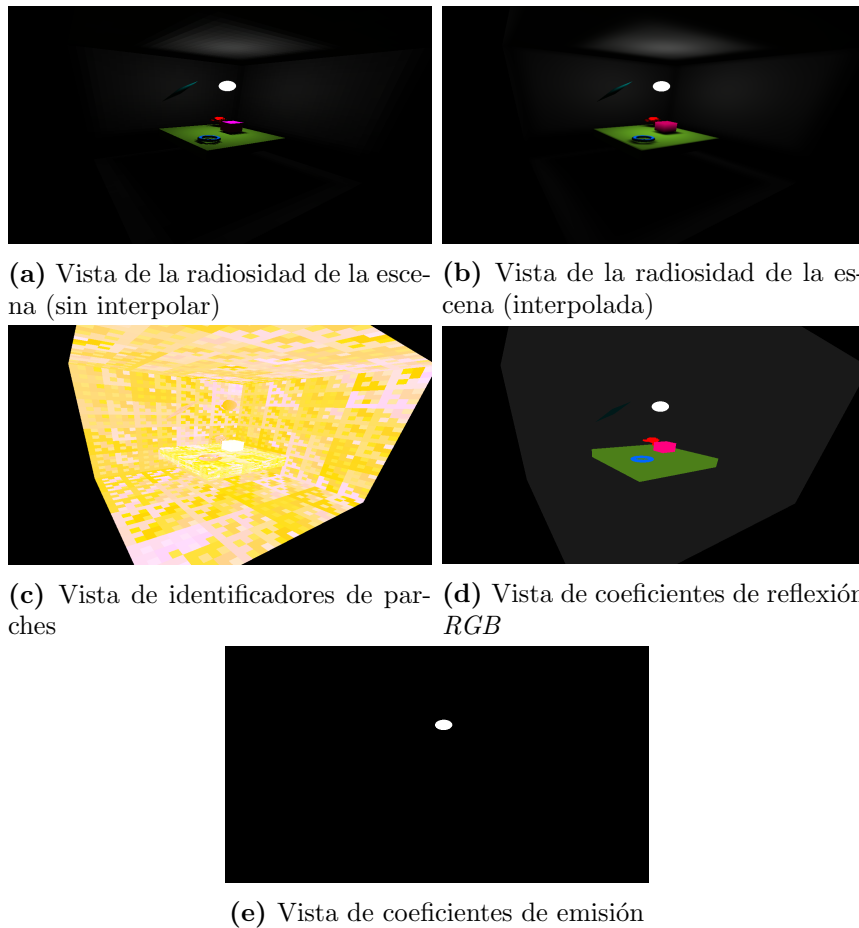 (a) Vista de la radiosidad de la esce-
na (sin interpolar)
(b) Vista de la radiosidad de la es-
cena (interpolada)
(c) Vista de identificadores de par-
ches
(d) Vista de coeficientes de reflexión
RGB
(e) Vista de coeficientes de emisión